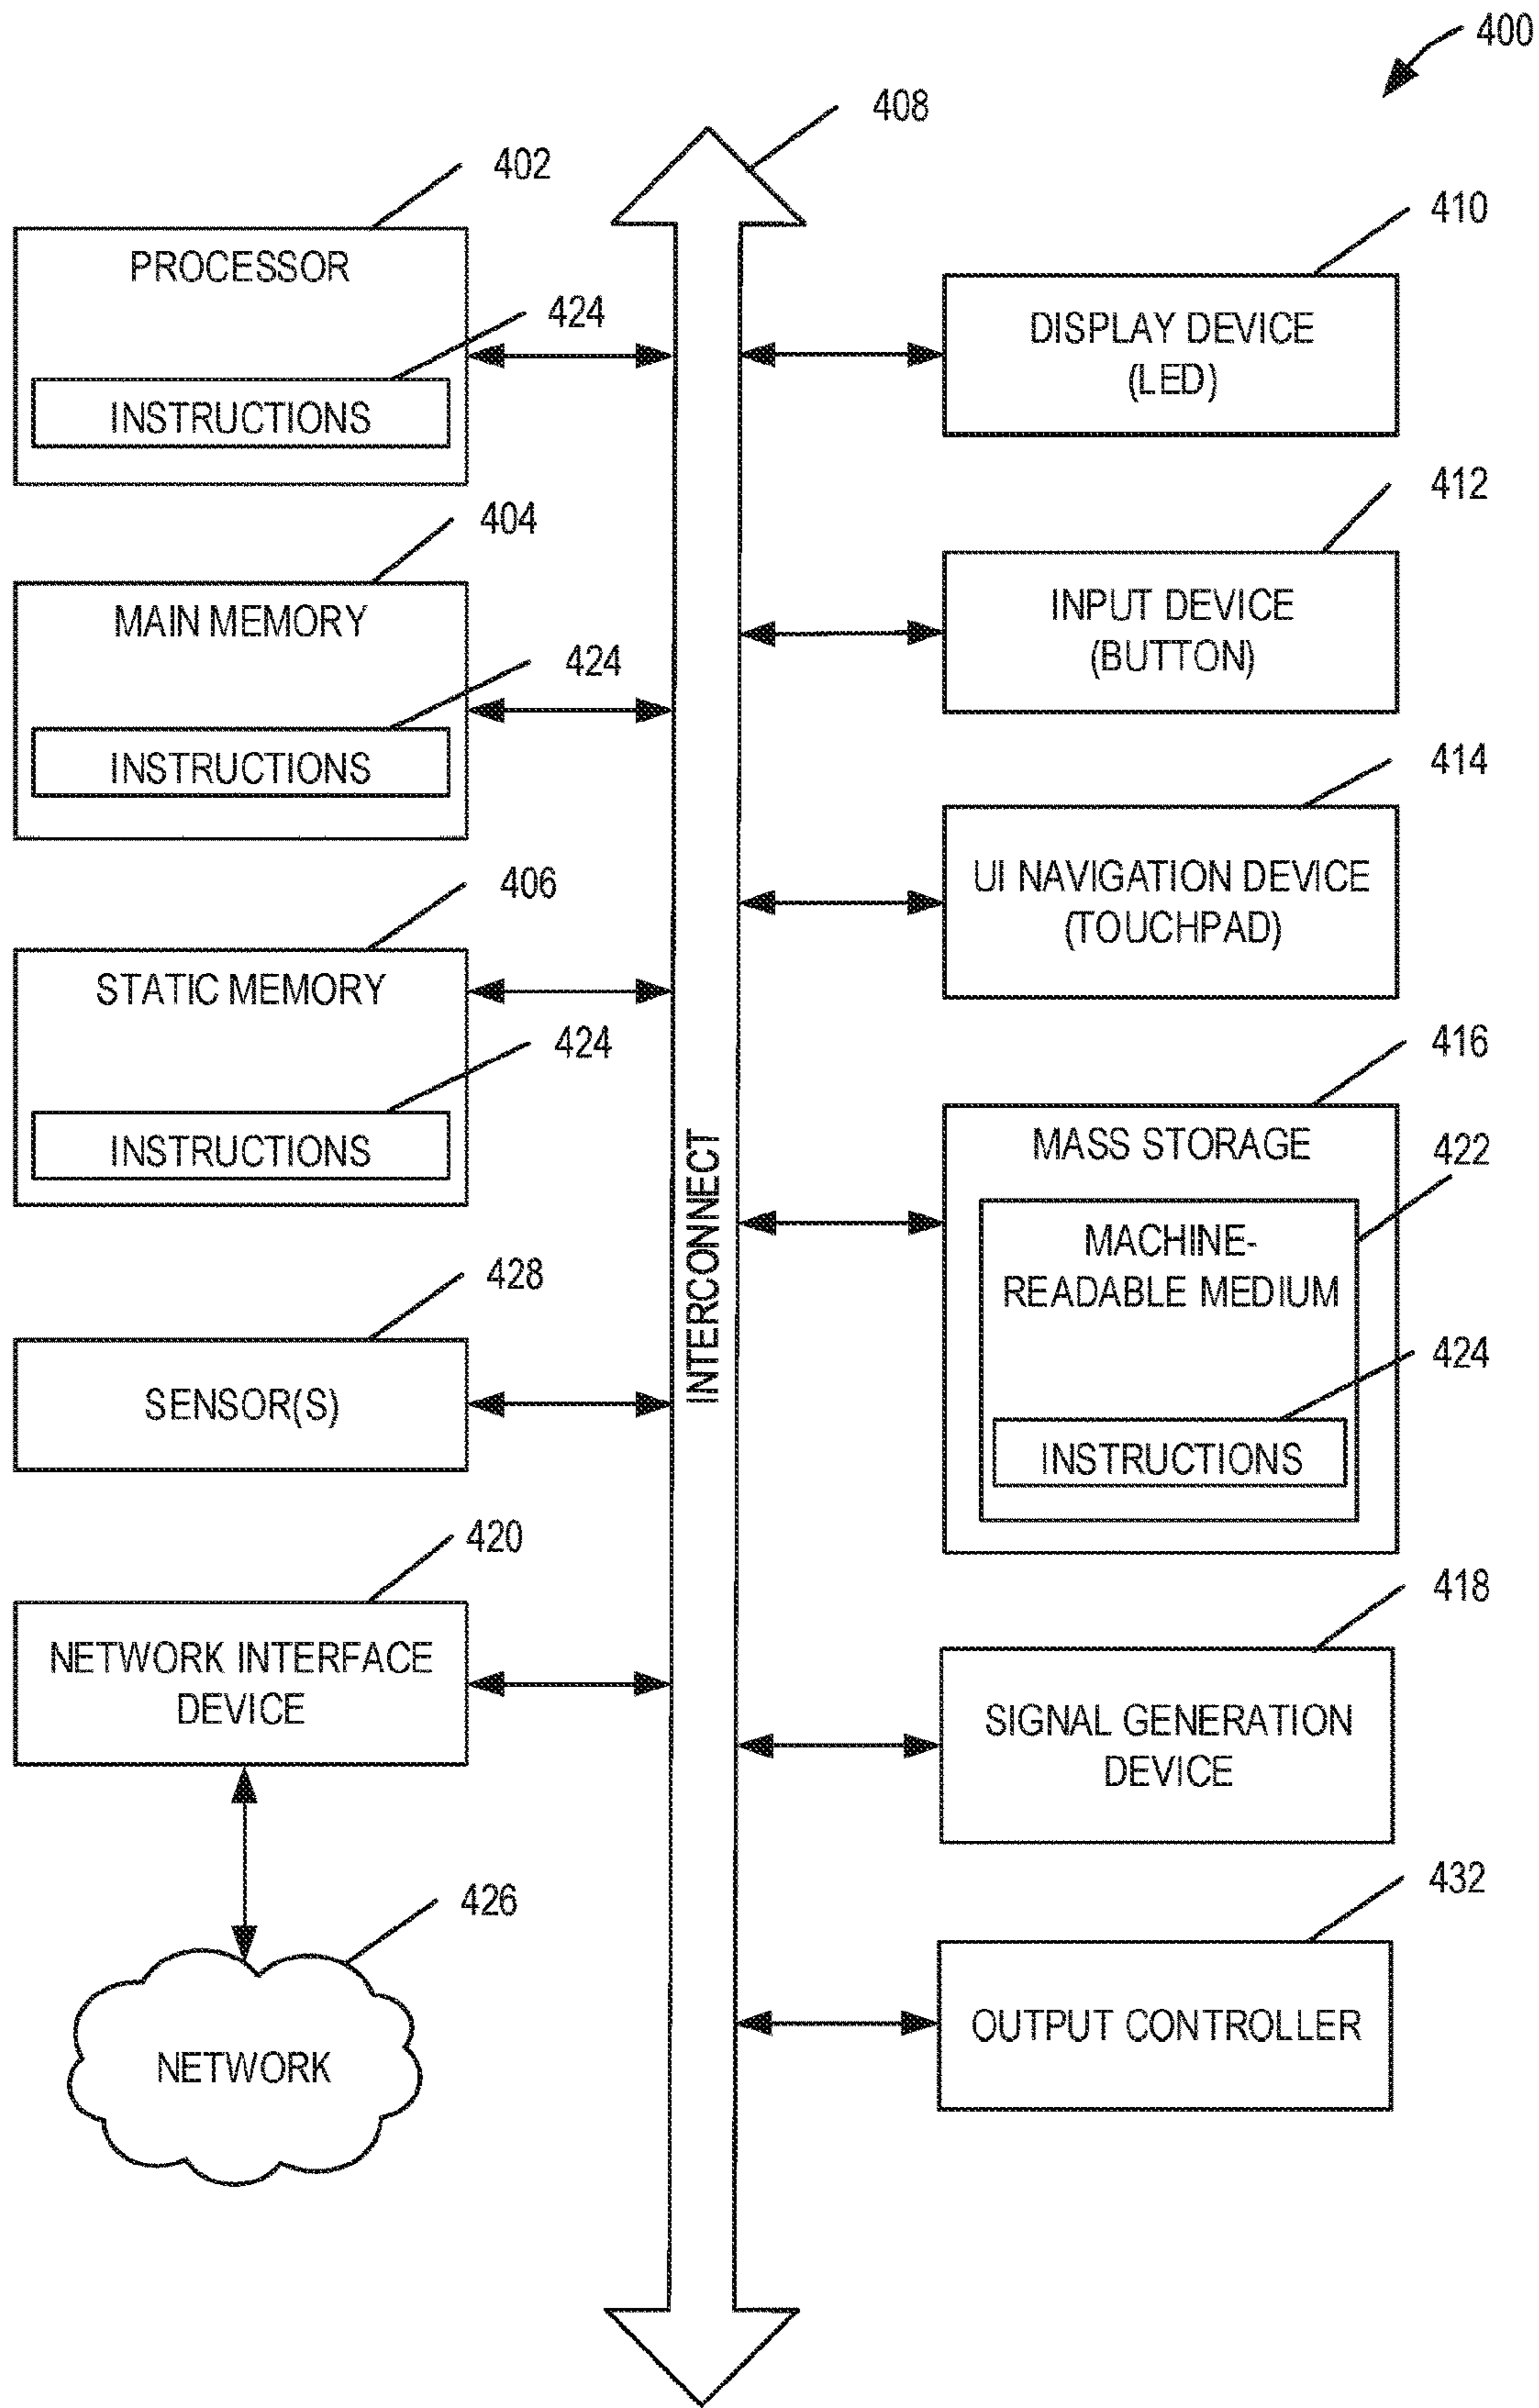 400
408
402
PROCESSOR
424
INSTRUCTIONS
404
MAIN MEMORY
424
INSTRUCTIONS
406
STATIC MEMORY
424
INSTRUCTIONS
428
SENSOR(S)
420
NETWORK INTERFACE
DEVICE
426
NETWORK
INTERCONNECT
410
DISPLAY DEVICE
(LED)
412
INPUT DEVICE
(BUTTON)
414
UI NAVIGATION DEVICE
(TOUCHPAD)
416
MASS STORAGE
422
MACHINE-
READABLE MEDIUM
424
INSTRUCTIONS
418
SIGNAL GENERATION
DEVICE
432
OUTPUT CONTROLLER